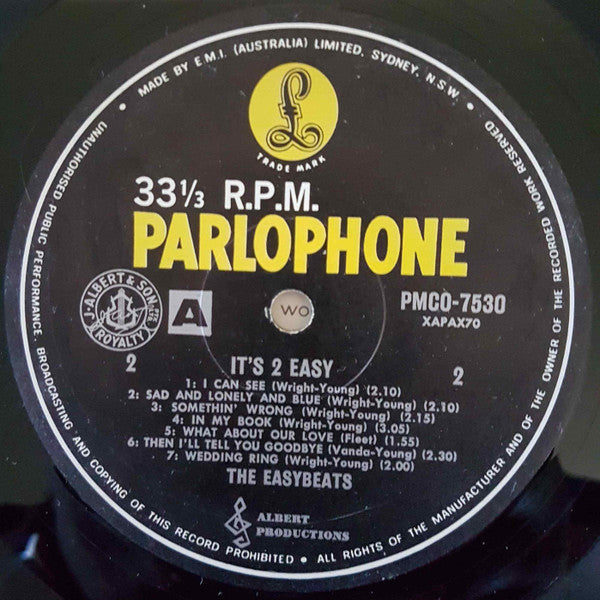 MADE BY E.M.I. (AUSTRALIA) LIMITED, SYDNEY, N.S.W. • UNAUTHORISED PUBLIC PERFORMANCE, BROADCASTING AND COPYING OF THIS RECORD PROHIBITED • ALL RIGHTS OF THE MANUFACTURER AND OF THE OWNER OF THE RECORDED WORK RESERVED •
£
TRADE MARK
33⅓ R.P.M.
PARLOPHONE
J. ALBERT & SON PTY LTD
ROYALTY
A
WO
PMCO-7530
XAPAX70
2 IT'S 2 EASY 2
1: I CAN SEE (Wright-Young) (2.10)
2: SAD AND LONELY AND BLUE (Wright-Young) (2.10)
3: SOMETHIN' WRONG (Wright-Young) (2.15)
4: IN MY BOOK (Wright-Young) (3.05)
5: WHAT ABOUT OUR LOVE (Fleet) (1.55)
6: THEN I'LL TELL YOU GOODBYE (Vanda-Young) (2.30)
7: WEDDING RING (Wright-Young) (2.00)
THE EASYBEATS
ALBERT
PRODUCTIONS